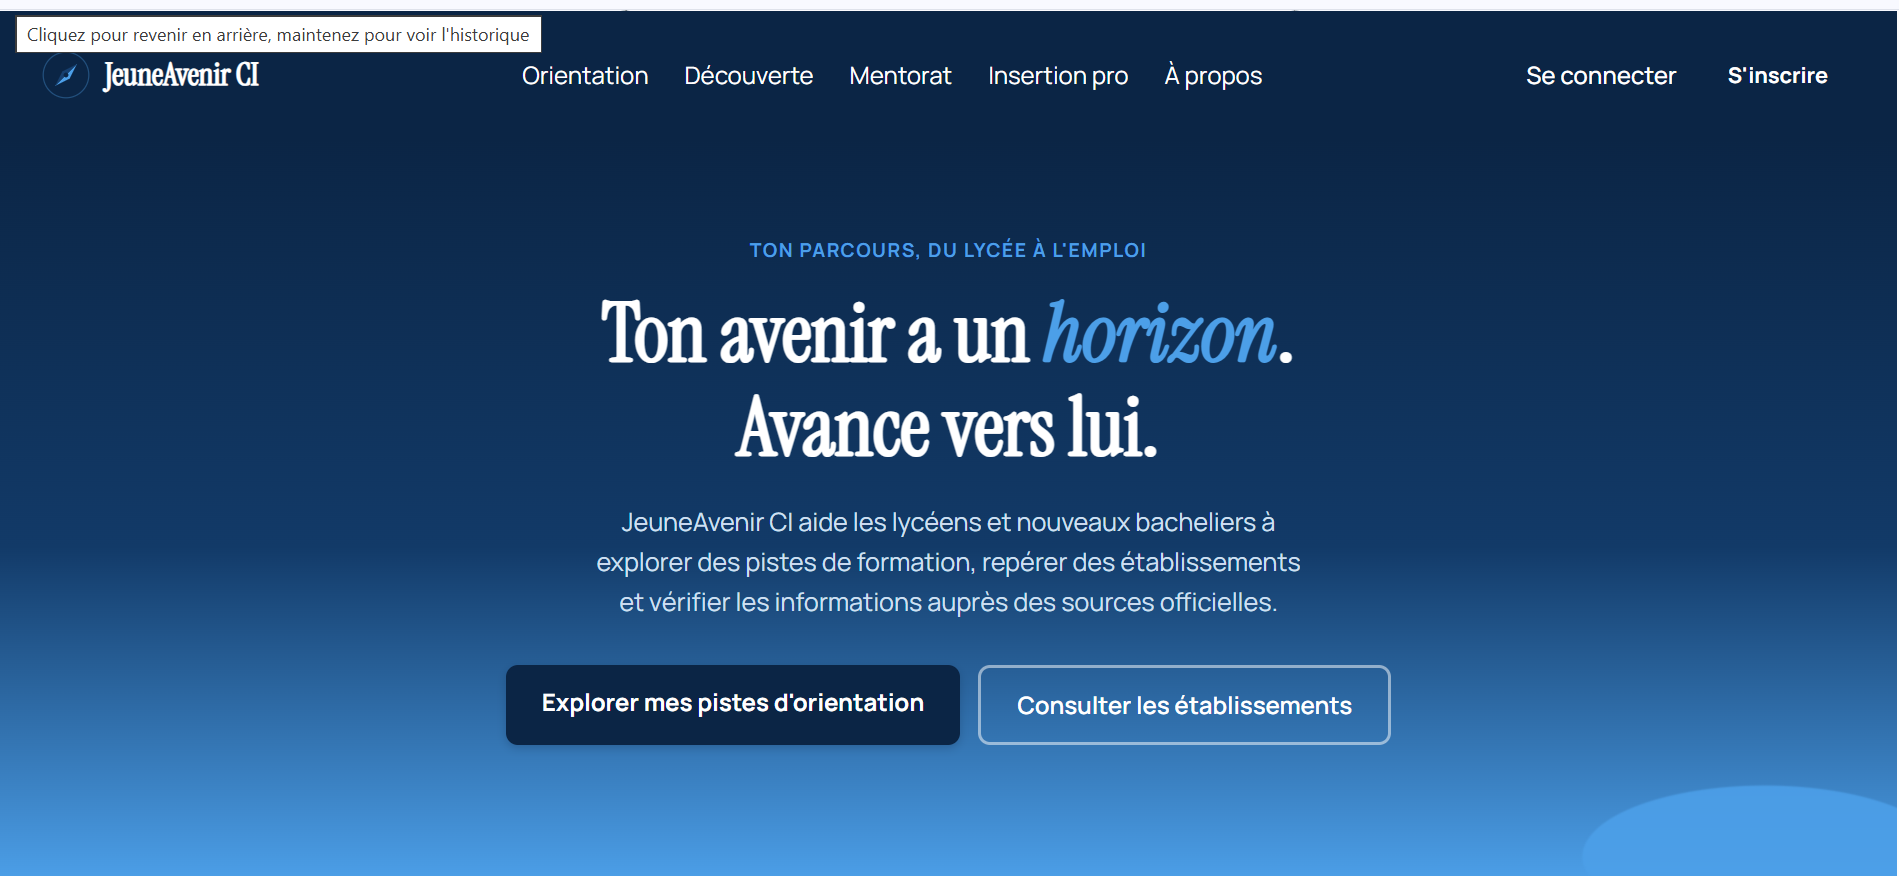 Cliquez pour revenir en arrière, maintenez pour voir l'historique
JeuneAvenir CI
Orientation
Découverte
Mentorat
Insertion pro
À propos
Se connecter
S'inscrire
TON PARCOURS, DU LYCÉE À L'EMPLOI
Ton avenir a un horizon.
Avance vers lui.
JeuneAvenir CI aide les lycéens et nouveaux bacheliers à
explorer des pistes de formation, repérer des établissements
et vérifier les informations auprès des sources officielles.
Explorer mes pistes d'orientation
Consulter les établissements